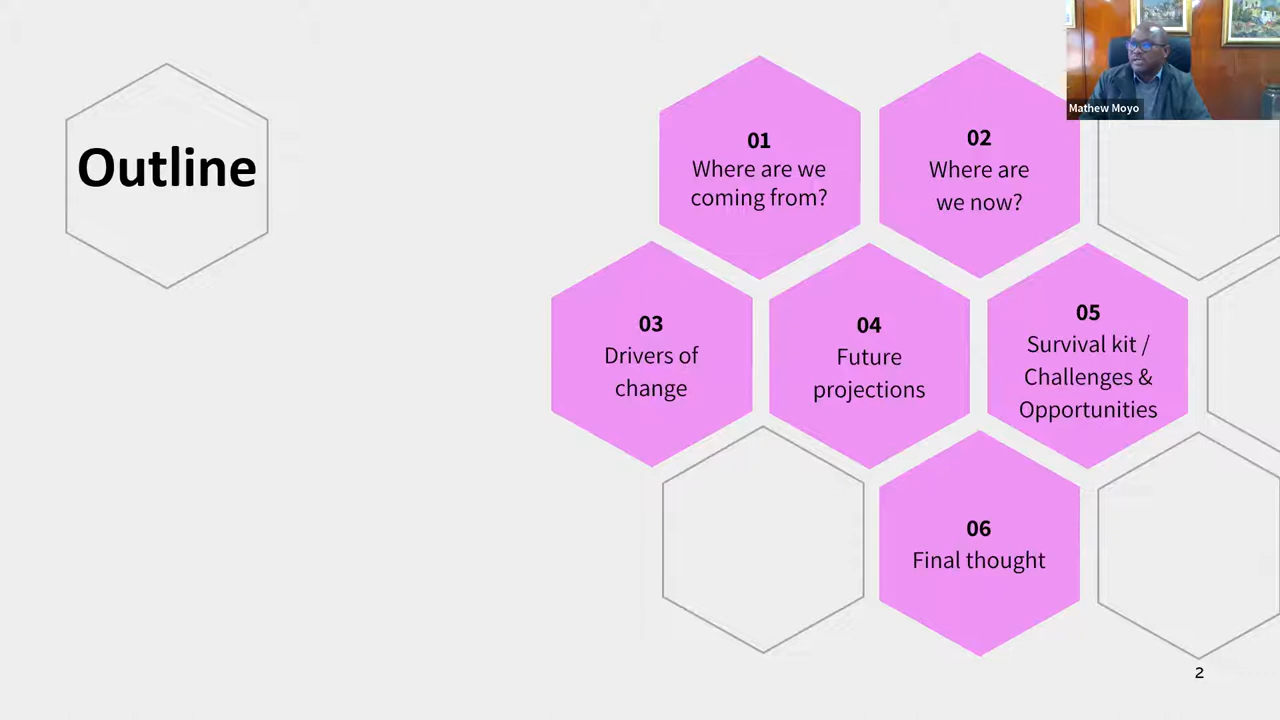 Outline
01
Where are we
coming from?
02
Where are
we now?
Mathew Moyo
03
Drivers of
change
04
Future
projections
05
Survival kit /
Challenges &
Opportunities
06
Final thought
2